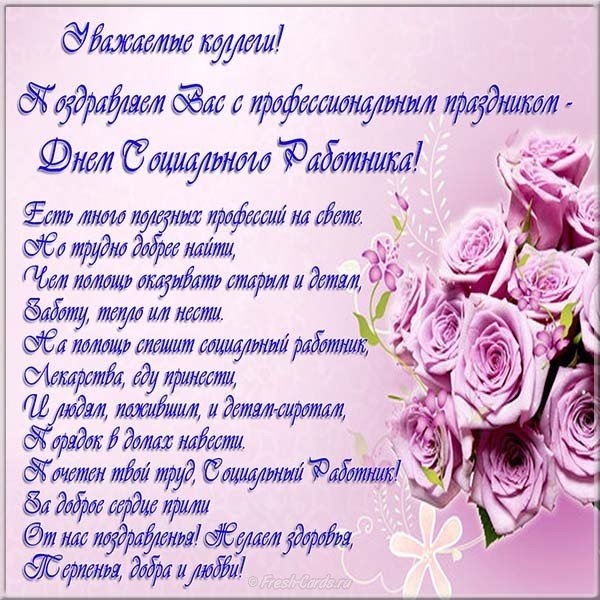 Уважаемые коллеги!
Поздравляем Вас с профессиональным праздником -
Днем Социального Работника!
Есть много полезных профессий на свете.
Но трудно добрее найти,
Чем помощь оказывать старым и детям,
Заботу, тепло им нести.
На помощь спешит социальный работник,
Лекарства, еду принести,
И людям, пожившим, и детям-сиротам,
Порядок в домах навести.
Почетен твой труд, Социальный Работник!
За доброе сердце прими
От нас поздравленья! Желаем здоровья,
Терпенья, добра и любви!
© Fresh-Cards.ru